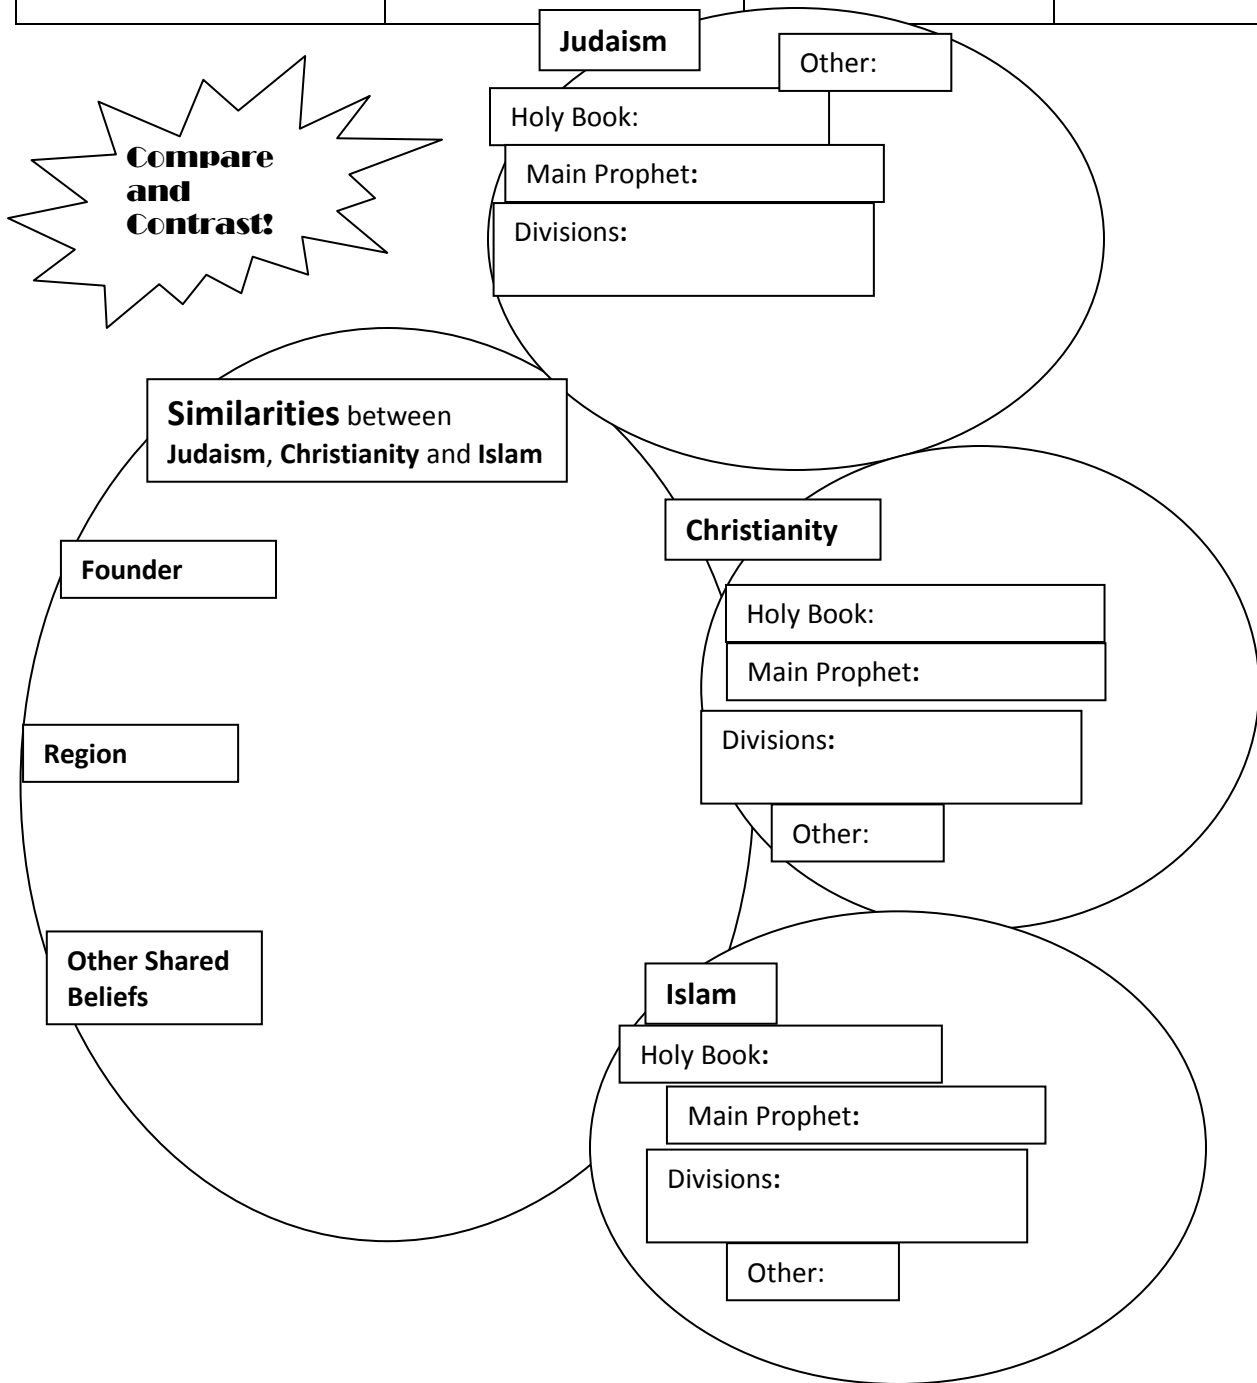 Judaism
Other:
Holy Book:
Main Prophet:
Divisions:
Compare
and
Contrast!
Similarities between
Judaism, Christianity and Islam
Founder
Region
Other Shared
Beliefs
Christianity
Holy Book:
Main Prophet:
Divisions:
Other:
Islam
Holy Book:
Main Prophet:
Divisions:
Other: